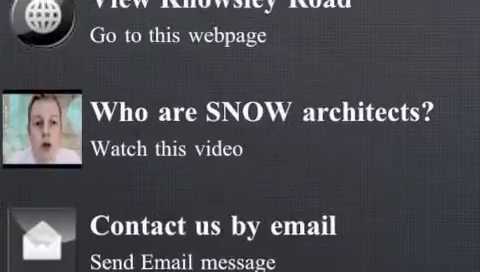 View Knowsley Road
Go to this webpage
Who are SNOW architects?
Watch this video
Contact us by email
Send Email message